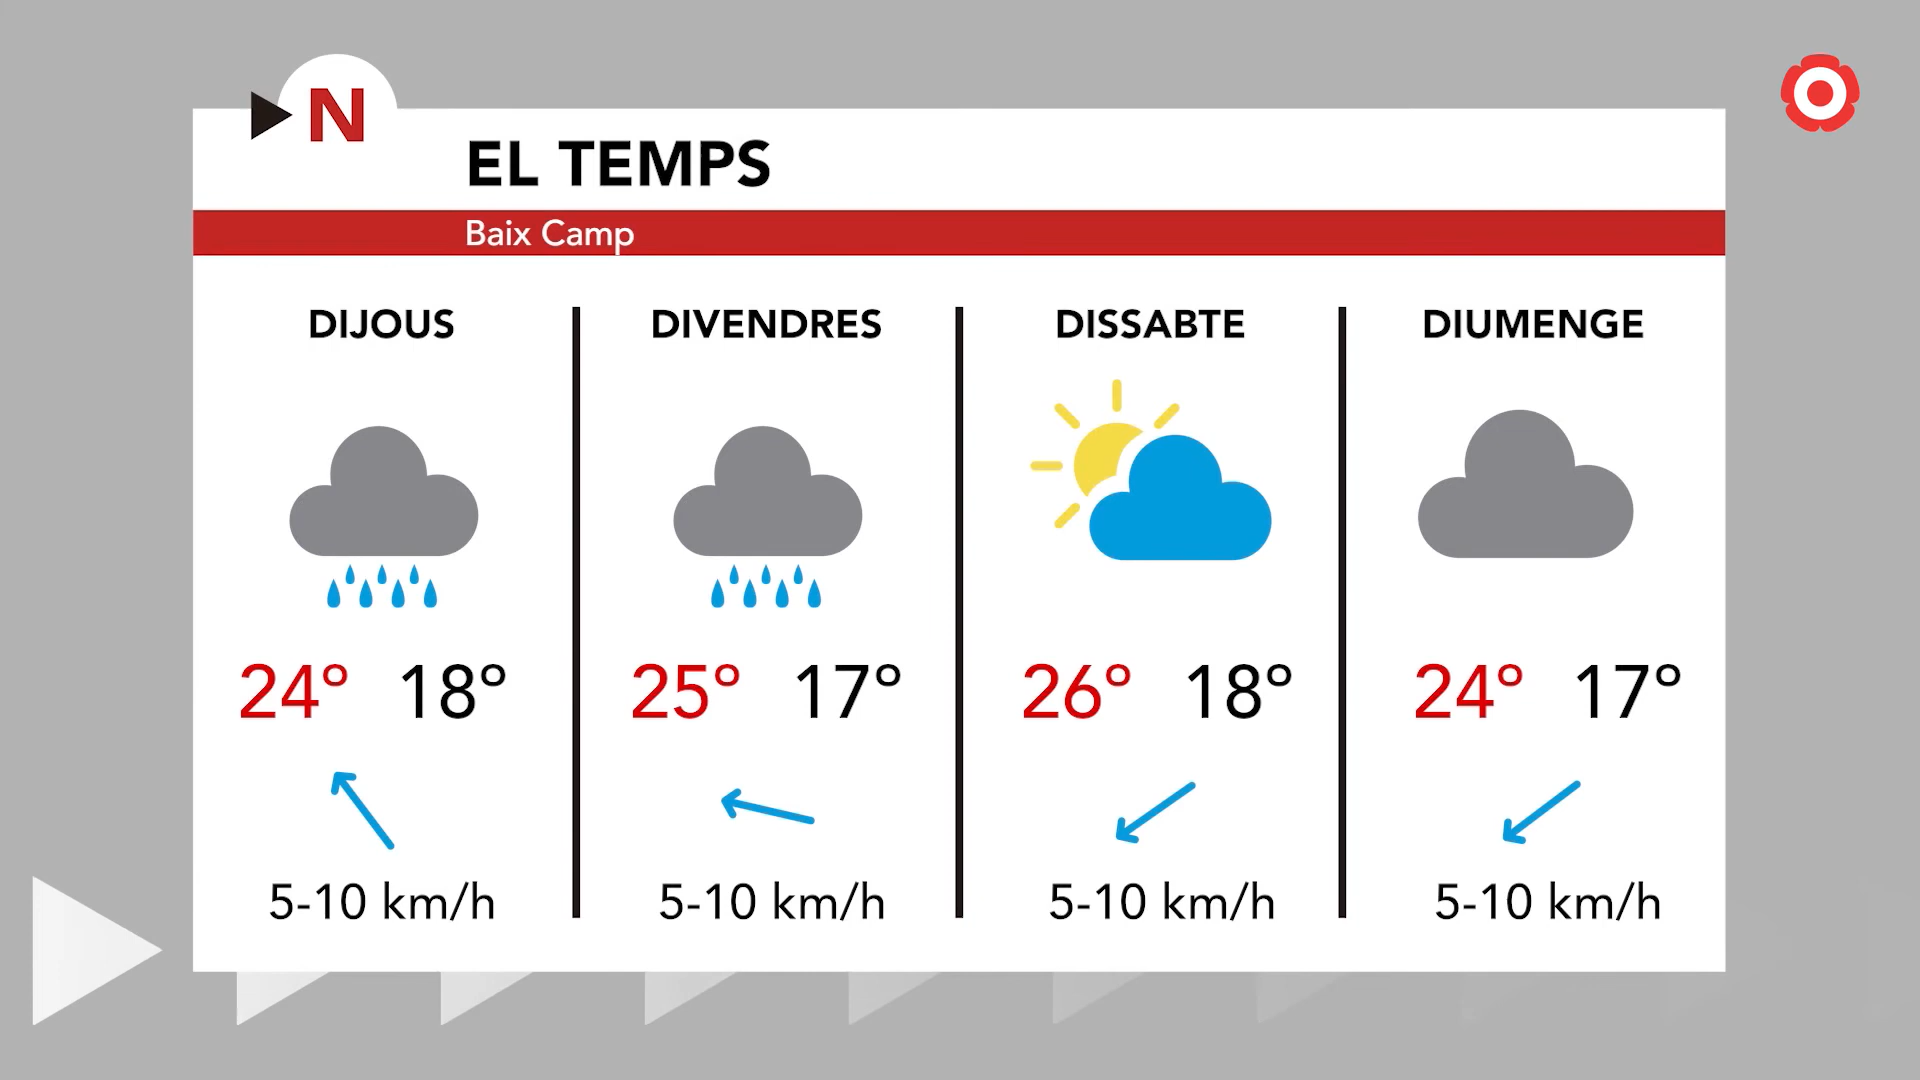 N
EL TEMPS
Baix Camp
DIJOUS
24° 18°
5-10 km/h
DIVENDRES
25° 17°
5-10 km/h
DISSABTE
26° 18°
5-10 km/h
DIUMENGE
24° 17°
5-10 km/h